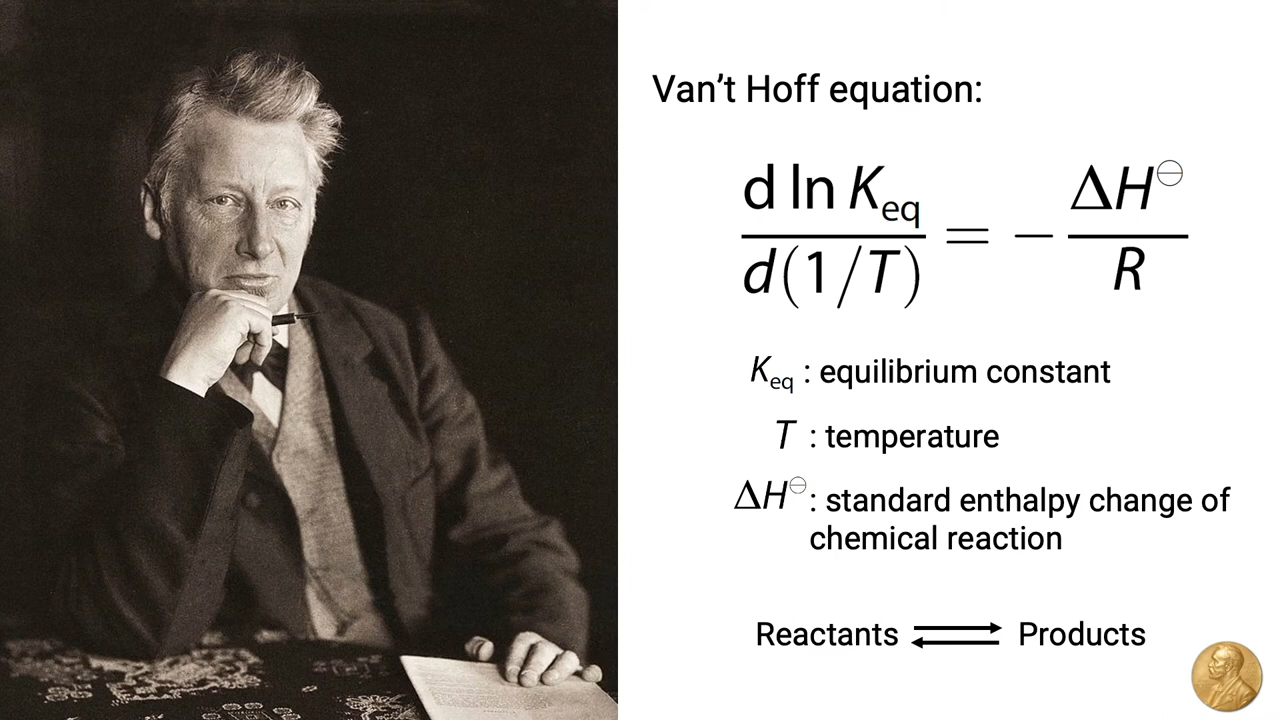 Van’t Hoff equation:
d ln K_eq / d(1/T) = − ΔH^⊖ / R
K_eq : equilibrium constant
T : temperature
ΔH^⊖ : standard enthalpy change of
chemical reaction
Reactants ⇌ Products